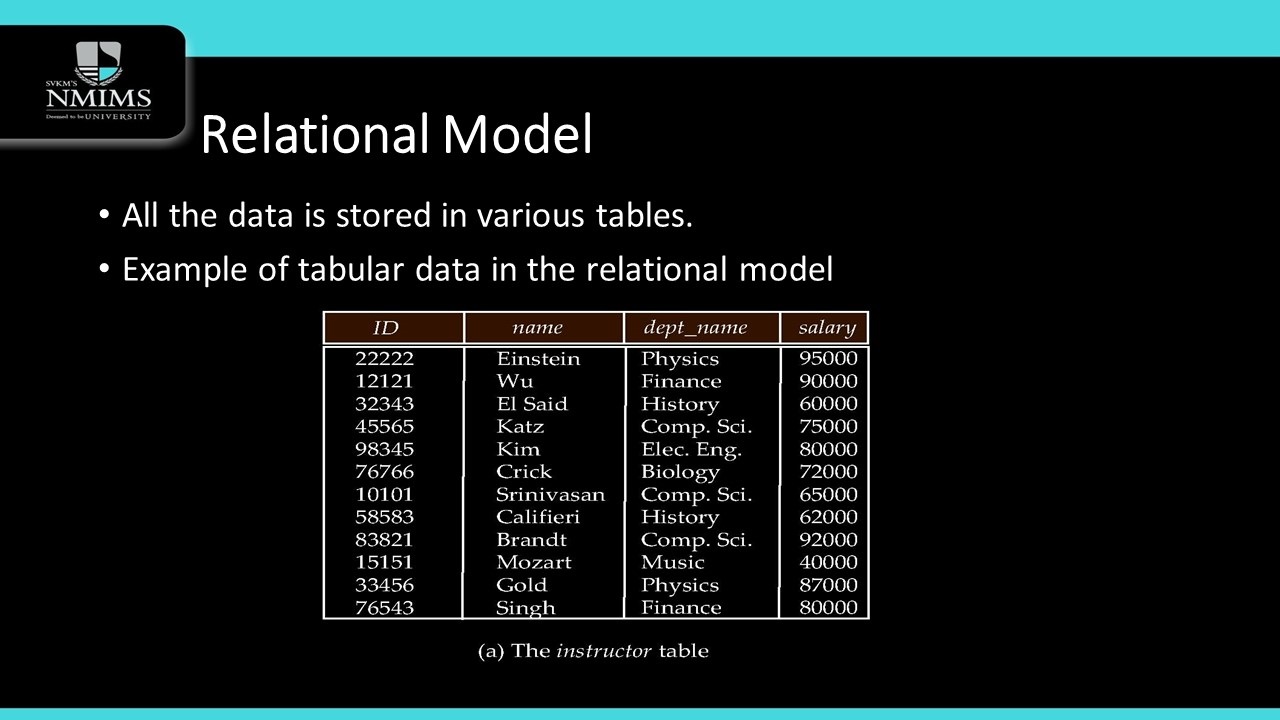 SVKM'S
NMIMS
Deemed to be UNIVERSITY
Relational Model
• All the data is stored in various tables.
• Example of tabular data in the relational model
ID name dept_name salary
22222 Einstein Physics 95000
12121 Wu Finance 90000
32343 El Said History 60000
45565 Katz Comp. Sci. 75000
98345 Kim Elec. Eng. 80000
76766 Crick Biology 72000
10101 Srinivasan Comp. Sci. 65000
58583 Califieri History 62000
83821 Brandt Comp. Sci. 92000
15151 Mozart Music 40000
33456 Gold Physics 87000
76543 Singh Finance 80000
(a) The instructor table